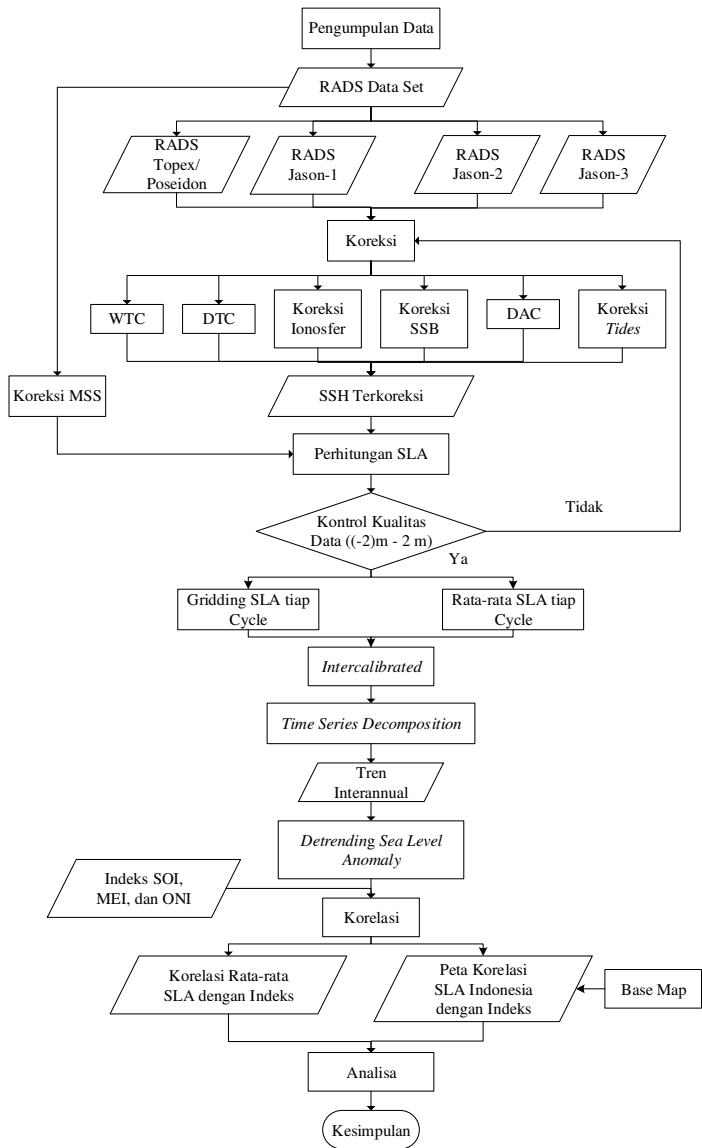 Pengumpulan Data
RADS Data Set
RADS
Topex/
Poseidon
RADS
Jason-1
RADS
Jason-2
RADS
Jason-3
Koreksi
WTC
DTC
Koreksi
Ionosfer
Koreksi
SSB
DAC
Koreksi
Tides
Koreksi MSS
SSH Terkoreksi
Perhitungan SLA
Kontrol Kualitas
Data ((-2)m - 2 m)
Tidak
Ya
Gridding SLA tiap
Cycle
Rata-rata SLA tiap
Cycle
Intercalibrated
Time Series Decomposition
Tren
Interannual
Detrending Sea Level
Anomaly
Indeks SOI,
MEI, dan ONI
Korelasi
Korelasi Rata-rata
SLA dengan Indeks
Peta Korelasi
SLA Indonesia
dengan Indeks
Base Map
Analisa
Kesimpulan